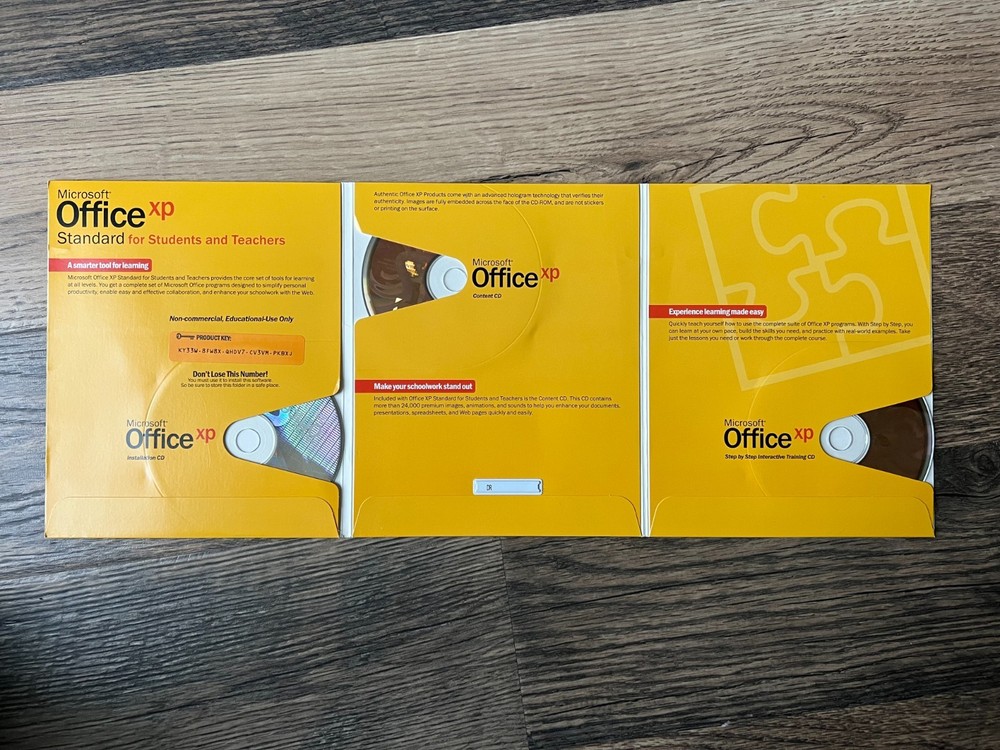 Microsoft
Office xp
Standard for Students and Teachers
A smarter tool for learning
Microsoft Office XP Standard for Students and Teachers provides the core set of tools for learning
at all levels. You get a complete set of Microsoft Office programs designed to simplify personal
productivity, enable easy and effective collaboration, and enhance your schoolwork with the Web.
Non-commercial, Educational-Use Only
PRODUCT KEY:
Don't Lose This Number!
You must use it to install this software.
So be sure to store this folder in a safe place.
Microsoft
Office xp
Installation CD
Authentic Office XP Products come with an advanced hologram technology that verifies their
authenticity. Images are fully embedded across the face of the CD-ROM, and are not stickers
or printing on the surface.
Microsoft
Office xp
Content CD
Make your schoolwork stand out
Included with Office XP Standard for Students and Teachers is the Content CD. This CD contains
more than 24,000 premium images, animations, and sounds to help you enhance your documents,
presentations, spreadsheets, and Web pages quickly and easily.
DR
Experience learning made easy
Quickly teach yourself how to use the complete suite of Office XP programs. With Step by Step, you
can learn at your own pace, build the skills you need, and practice with real-world examples. Take
just the lessons you need or work through the complete course.
Microsoft
Office xp
Step by Step Interactive Training CD